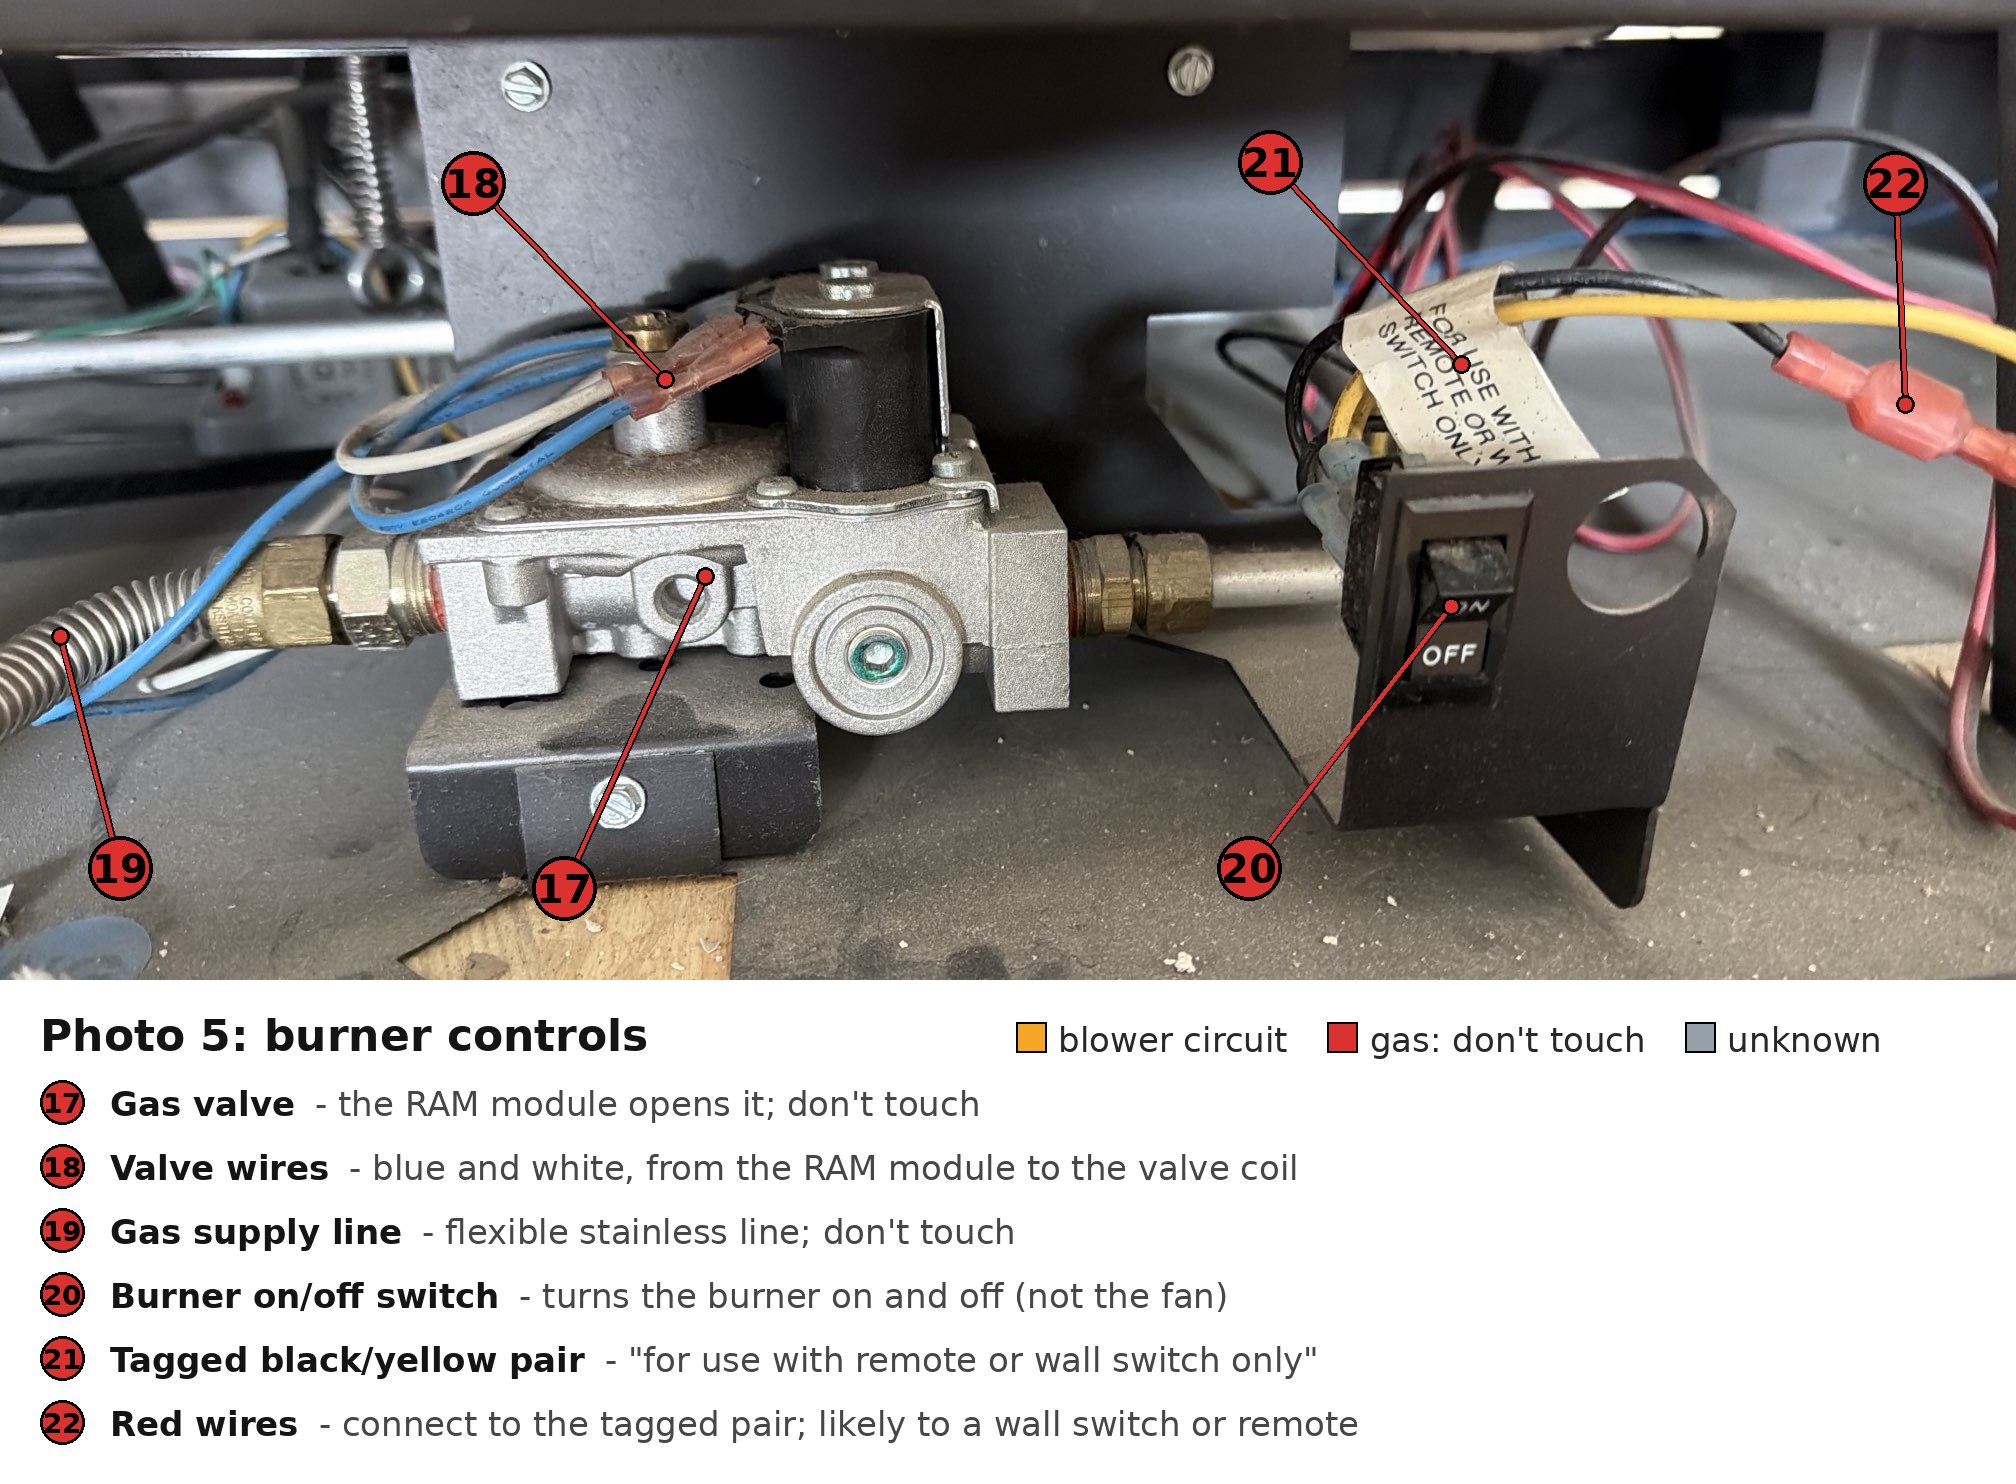 18
21
22
FOR USE WITH
REMOTE OR W
SWITCH ONLY
ON
OFF
19
17
20
Photo 5: burner controls
blower circuit
gas: don't touch
unknown
17 Gas valve - the RAM module opens it; don't touch
18 Valve wires - blue and white, from the RAM module to the valve coil
19 Gas supply line - flexible stainless line; don't touch
20 Burner on/off switch - turns the burner on and off (not the fan)
21 Tagged black/yellow pair - "for use with remote or wall switch only"
22 Red wires - connect to the tagged pair; likely to a wall switch or remote